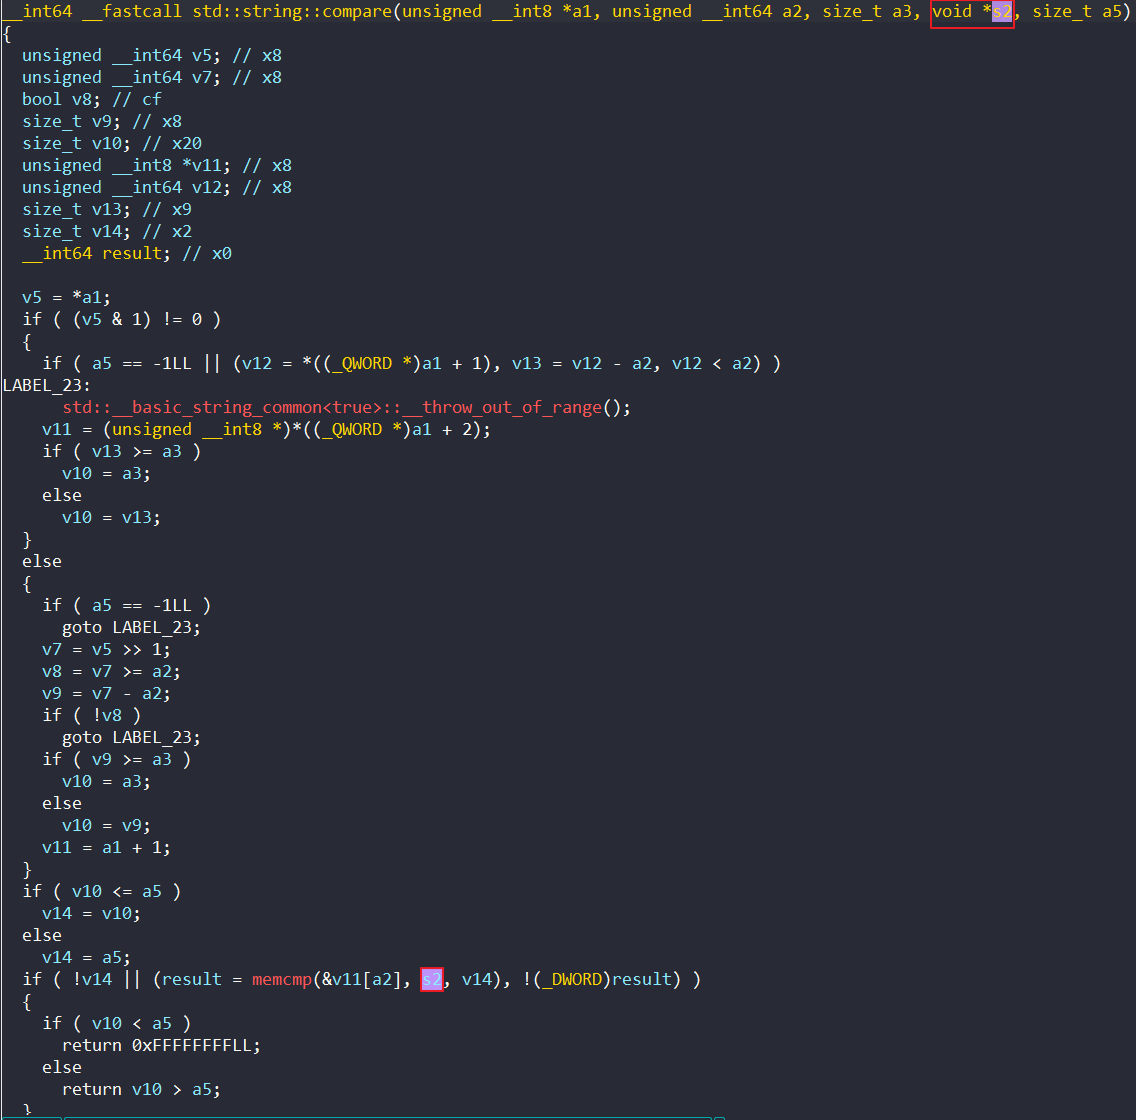 __int64 __fastcall std::string::compare(unsigned __int8 *a1, unsigned __int64 a2, size_t a3, void *s2, size_t a5)
{
  unsigned __int64 v5; // x8
  unsigned __int64 v7; // x8
  bool v8; // cf
  size_t v9; // x8
  size_t v10; // x20
  unsigned __int8 *v11; // x8
  unsigned __int64 v12; // x8
  size_t v13; // x9
  size_t v14; // x2
  __int64 result; // x0

  v5 = *a1;
  if ( (v5 & 1) != 0 )
  {
    if ( a5 == -1LL || (v12 = *((_QWORD *)a1 + 1), v13 = v12 - a2, v12 < a2) )
LABEL_23:
      std::__basic_string_common<true>::__throw_out_of_range();
    v11 = (unsigned __int8 *)*((_QWORD *)a1 + 2);
    if ( v13 >= a3 )
      v10 = a3;
    else
      v10 = v13;
  }
  else
  {
    if ( a5 == -1LL )
      goto LABEL_23;
    v7 = v5 >> 1;
    v8 = v7 >= a2;
    v9 = v7 - a2;
    if ( !v8 )
      goto LABEL_23;
    if ( v9 >= a3 )
      v10 = a3;
    else
      v10 = v9;
    v11 = a1 + 1;
  }
  if ( v10 <= a5 )
    v14 = v10;
  else
    v14 = a5;
  if ( !v14 || (result = memcmp(&v11[a2], s2, v14), !(_DWORD)result) )
  {
    if ( v10 < a5 )
      return 0xFFFFFFFFLL;
    else
      return v10 > a5;
  }